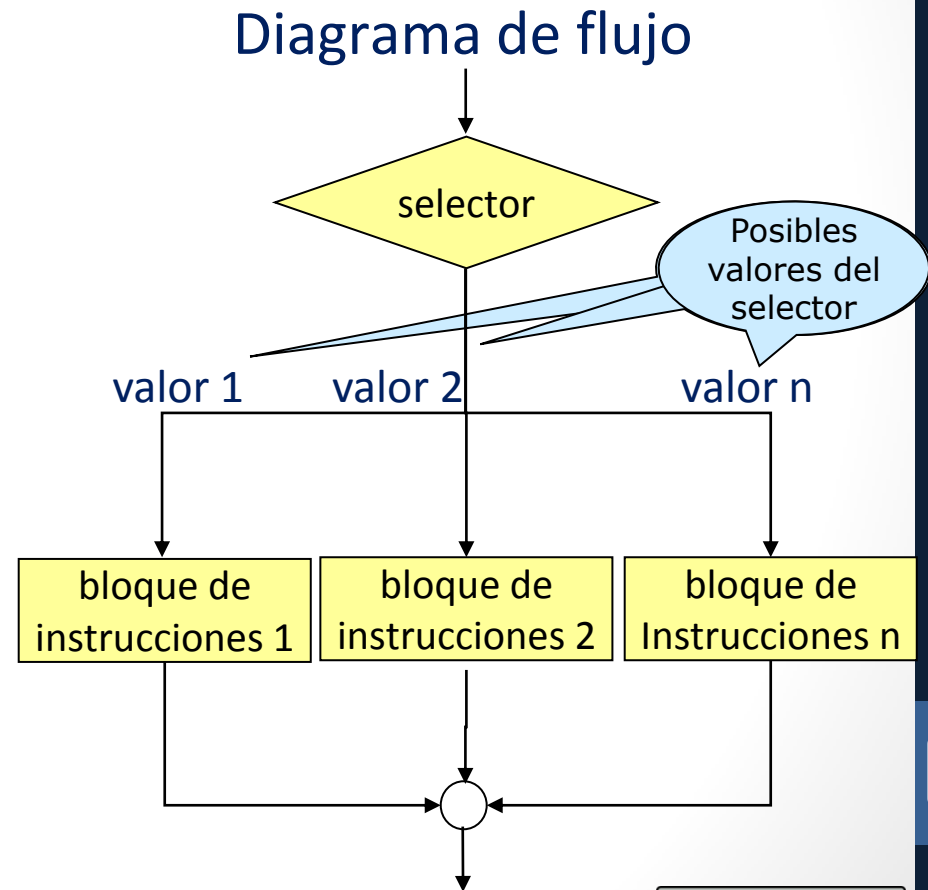 Diagrama de flujo
selector
Posibles
valores del
selector
valor 1
valor 2
valor n
bloque de
instrucciones 1
bloque de
instrucciones 2
bloque de
Instrucciones n